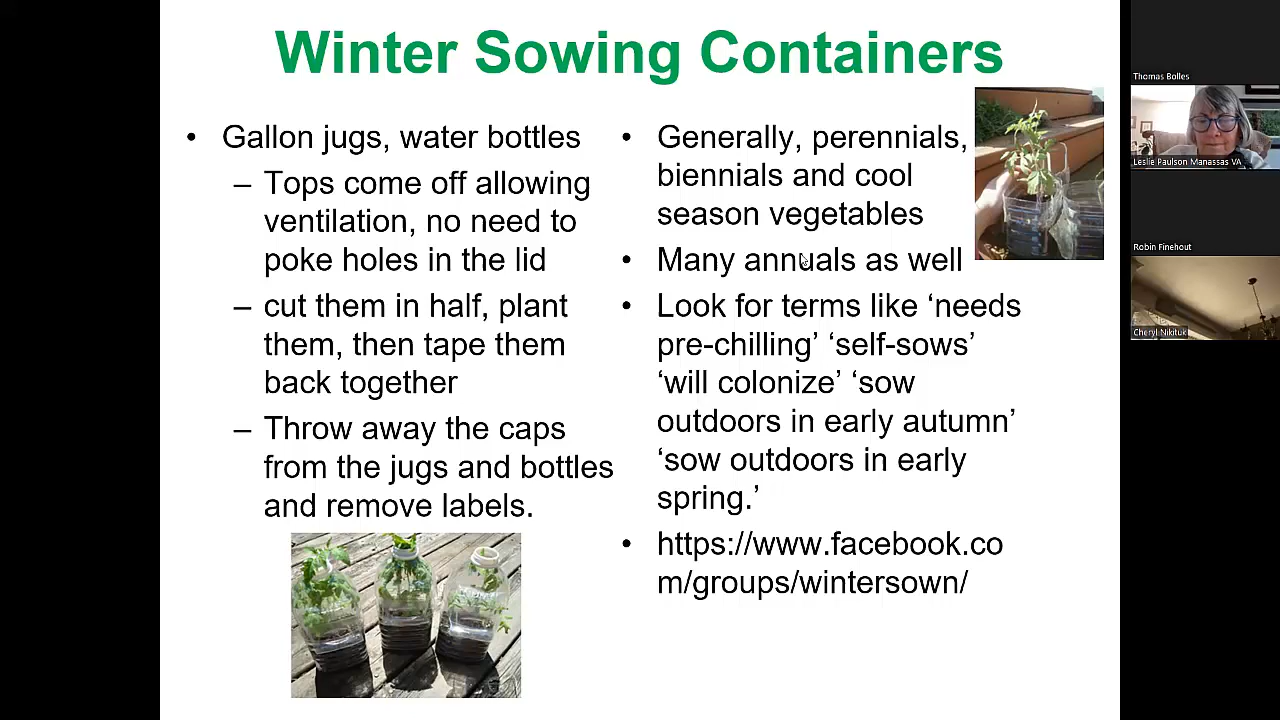 Winter Sowing Containers
• Gallon jugs, water bottles
– Tops come off allowing
ventilation, no need to
poke holes in the lid
– cut them in half, plant
them, then tape them
back together
– Throw away the caps
from the jugs and bottles
and remove labels.
• Generally, perennials,
biennials and cool
season vegetables
• Many annuals as well
• Look for terms like ‘needs
pre-chilling’ ‘self-sows’
‘will colonize’ ‘sow
outdoors in early autumn’
‘sow outdoors in early
spring.’
• https://www.facebook.co
m/groups/wintersown/
Thomas Bolles
Leslie Paulson Manassas VA
Robin Finehout
Cheryl Nikituk